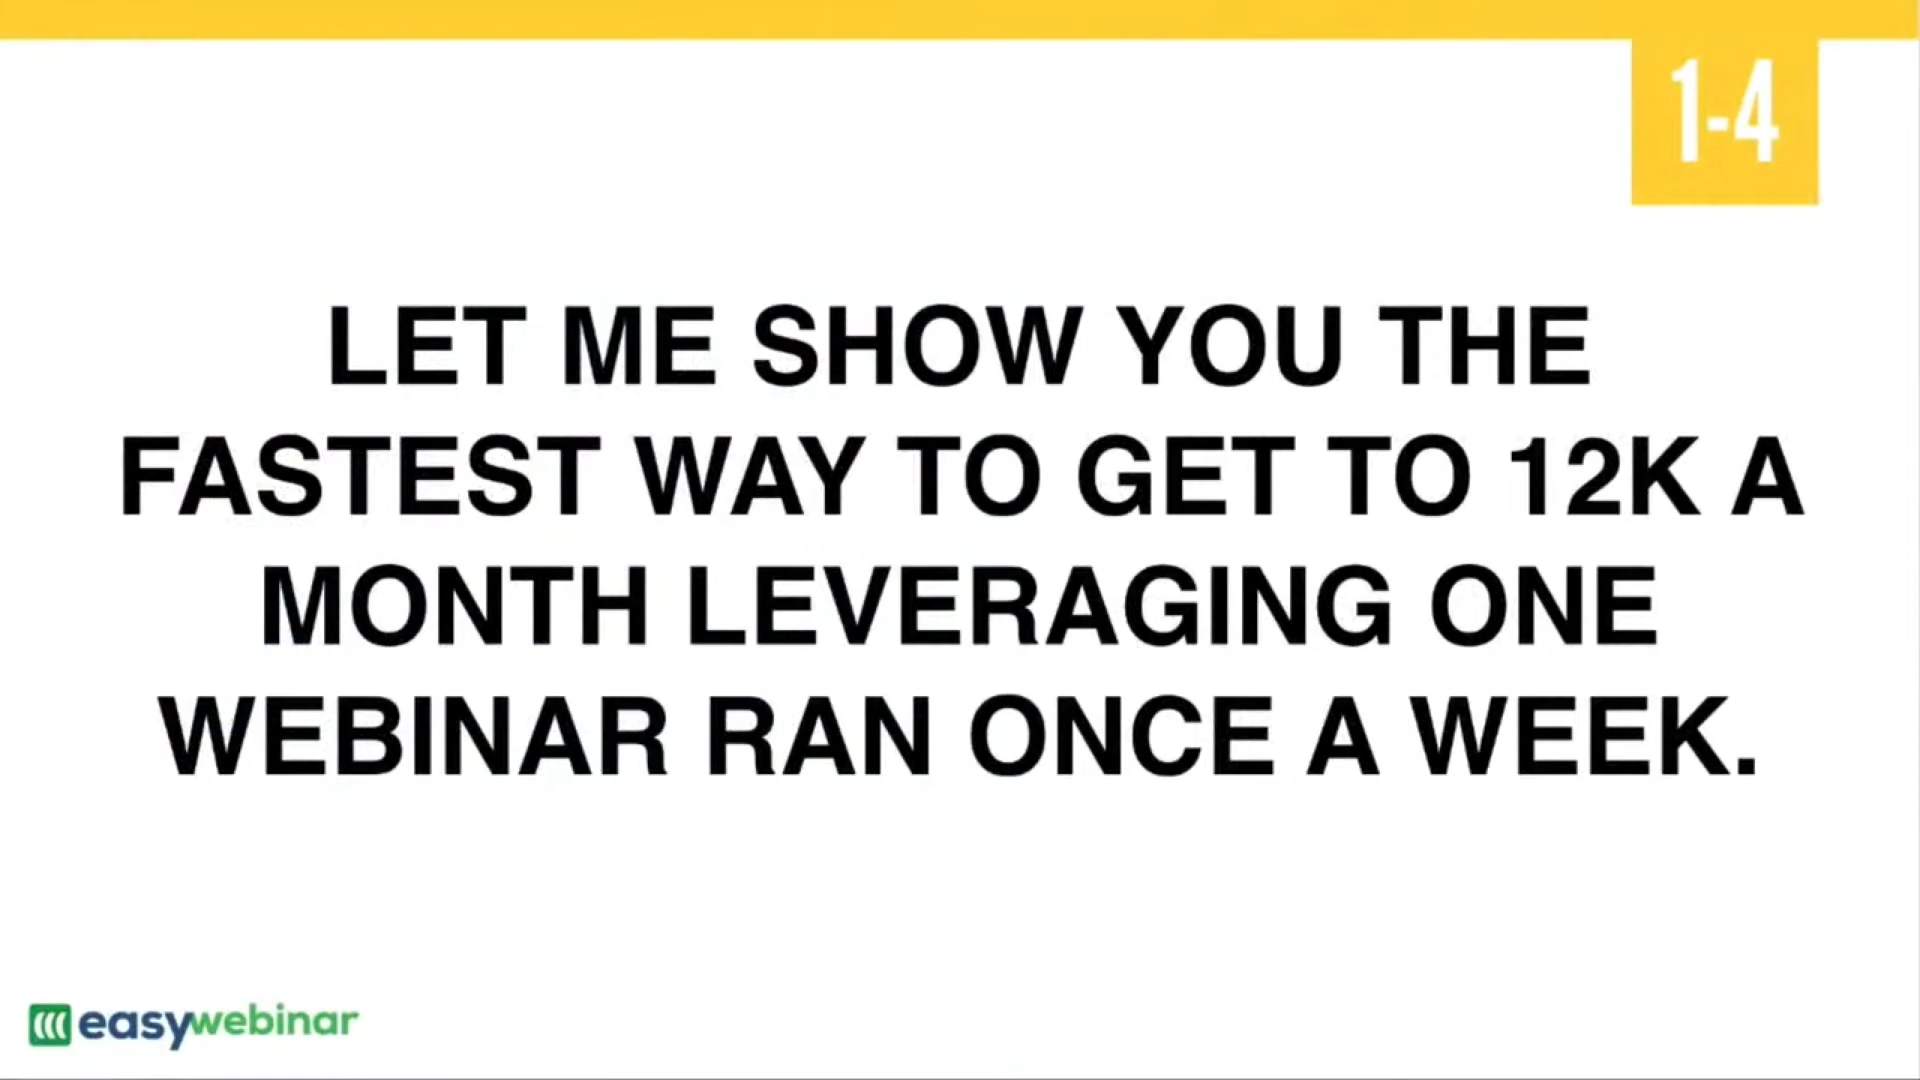 1-4
LET ME SHOW YOU THE
FASTEST WAY TO GET TO 12K A
MONTH LEVERAGING ONE
WEBINAR RAN ONCE A WEEK.
easywebinar